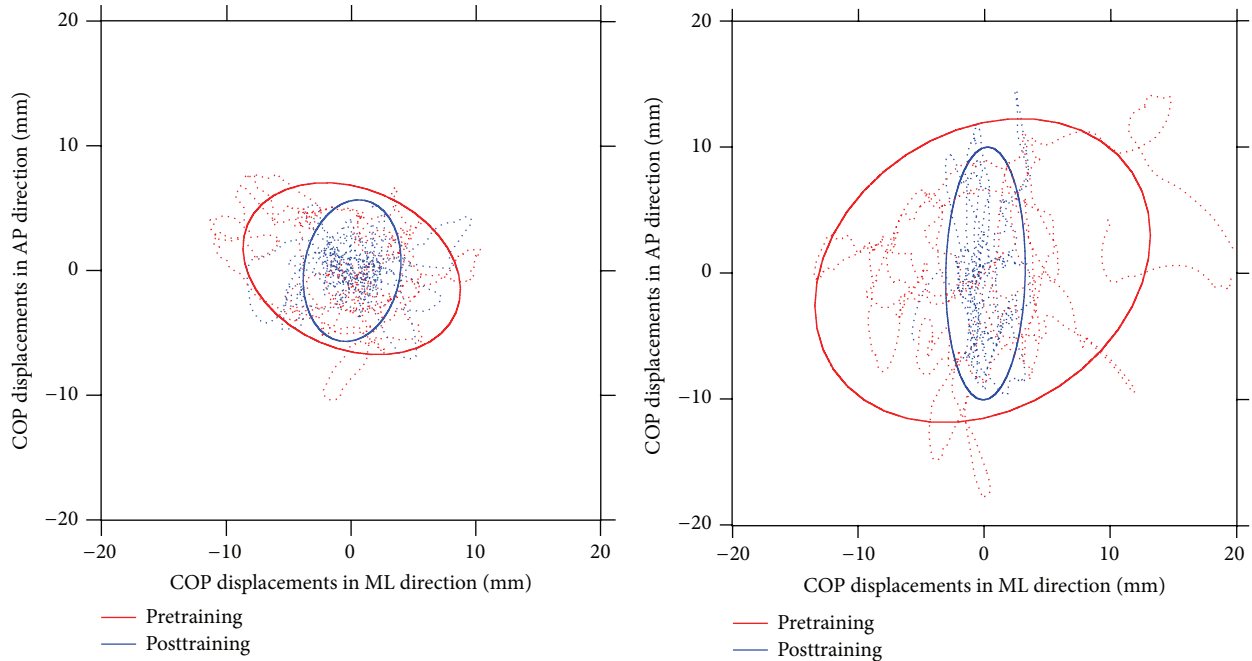 20
10
0
−10
−20
−20
−10
0
10
20
COP displacements in AP direction (mm)
COP displacements in ML direction (mm)
Pretraining
Posttraining
20
10
0
−10
−20
−20
−10
0
10
20
COP displacements in AP direction (mm)
COP displacements in ML direction (mm)
Pretraining
Posttraining